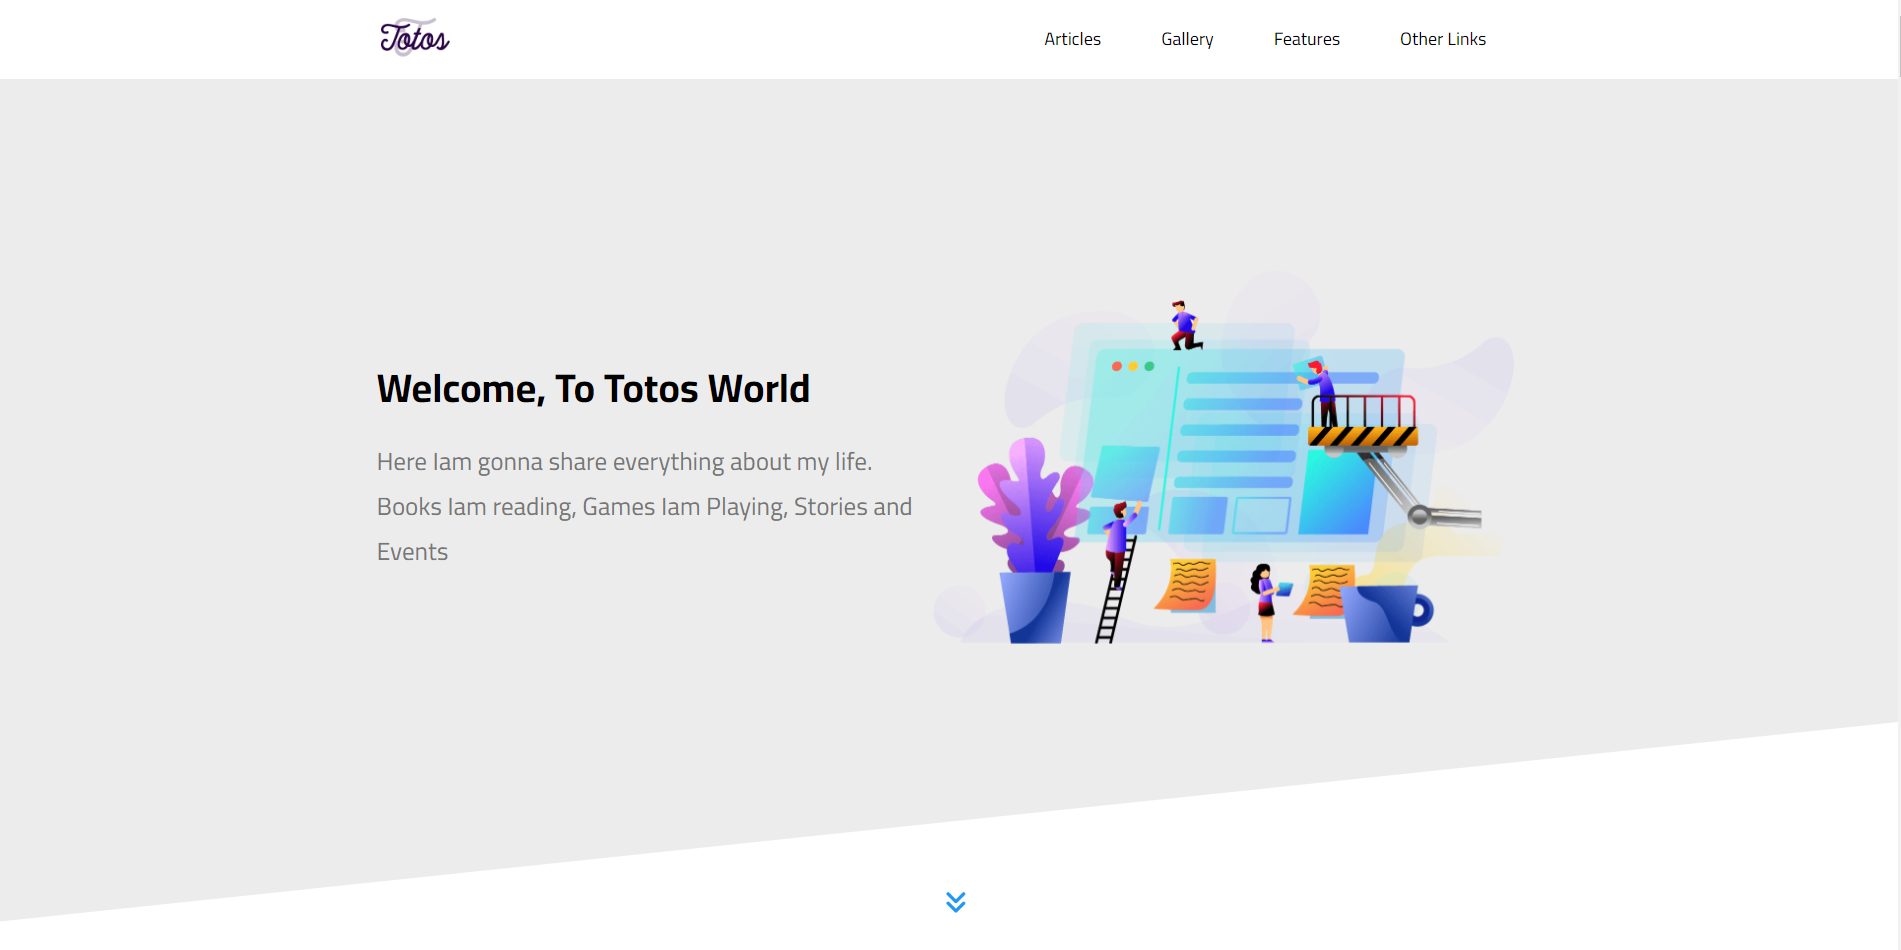 Totos
Articles
Gallery
Features
Other Links
Welcome, To Totos World
Here Iam gonna share everything about my life.
Books Iam reading, Games Iam Playing, Stories and
Events